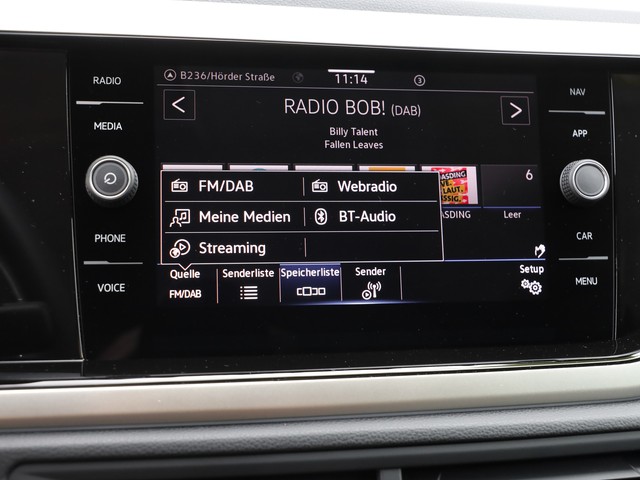 RADIO
MEDIA
PHONE
VOICE
B236/Hörder Straße
11:14
3
RADIO BOB! (DAB)
Billy Talent
Fallen Leaves
6
ASDING
Leer
FM/DAB
Webradio
Meine Medien
BT-Audio
Streaming
Quelle
FM/DAB
Senderliste
Speicherliste
Sender
Setup
NAV
APP
CAR
MENU